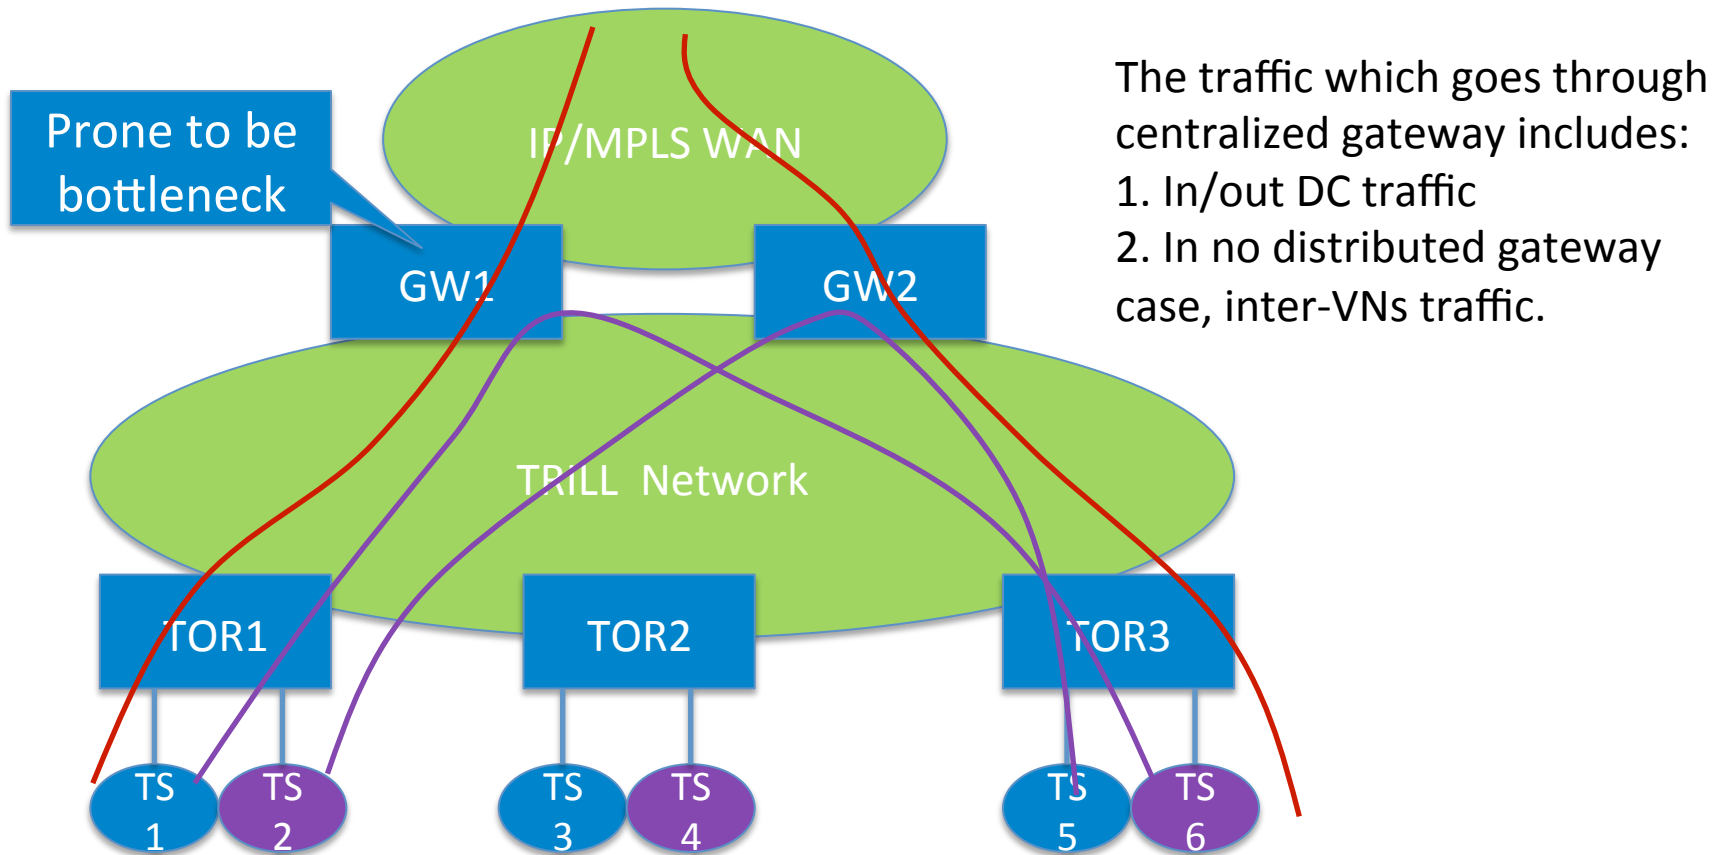 The traffic which goes through
centralized gateway includes:
1. In/out DC traffic
2. In no distributed gateway
case, inter-VNs traffic.
Prone to be
bottleneck
IP/MPLS WAN
GW1
GW2
TRILL Network
TOR1
TOR2
TOR3
TS
1
TS
2
TS
3
TS
4
TS
5
TS
6